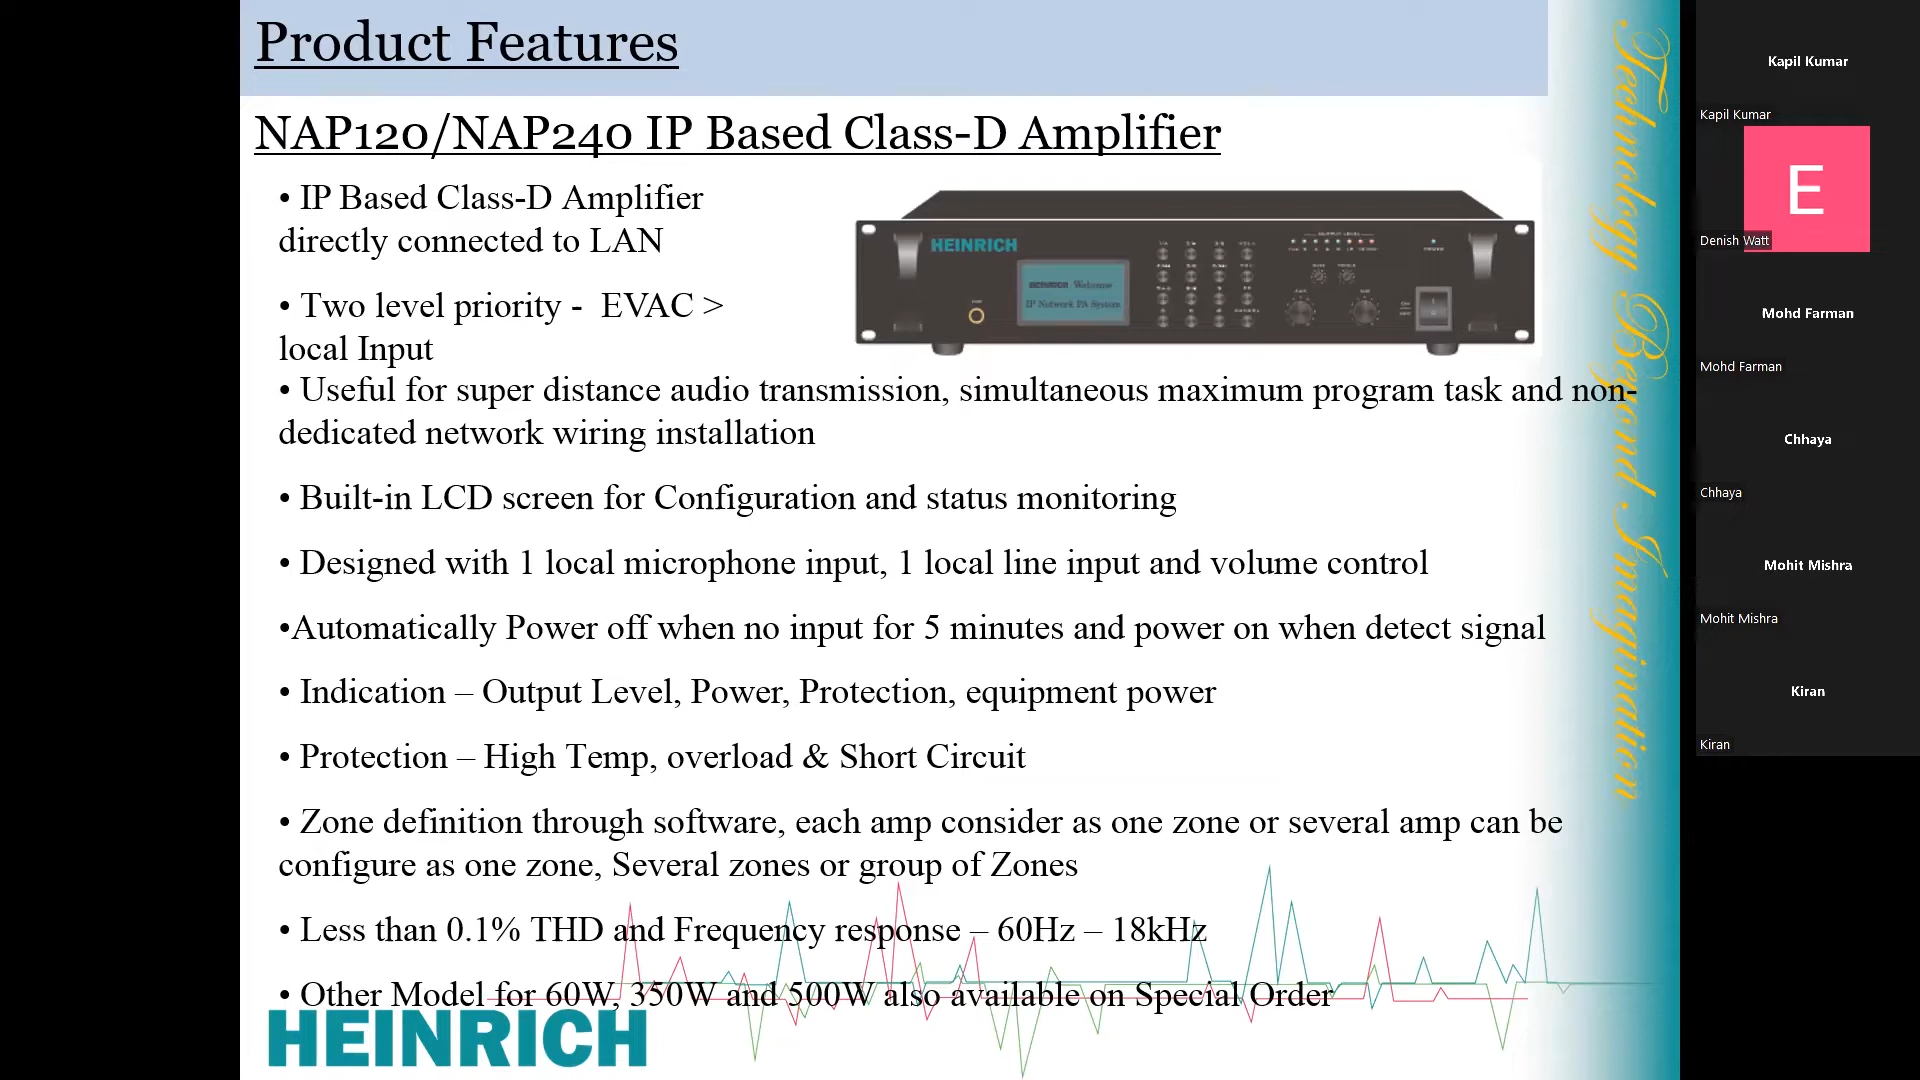 Product Features
NAP120/NAP240 IP Based Class-D Amplifier
• IP Based Class-D Amplifier
directly connected to LAN
• Two level priority - EVAC >
local Input
• Useful for super distance audio transmission, simultaneous maximum program task and non-
dedicated network wiring installation
• Built-in LCD screen for Configuration and status monitoring
• Designed with 1 local microphone input, 1 local line input and volume control
•Automatically Power off when no input for 5 minutes and power on when detect signal
• Indication – Output Level, Power, Protection, equipment power
• Protection – High Temp, overload & Short Circuit
• Zone definition through software, each amp consider as one zone or several amp can be
configure as one zone, Several zones or group of Zones
• Less than 0.1% THD and Frequency response – 60Hz – 18kHz
• Other Model for 60W, 350W and 500W also available on Special Order
HEINRICH
HEINRICH
HEINRICH Welcome
IP Network PA System
Technology Beyond Imagination
Kapil Kumar
Kapil Kumar
E
Denish Watt
Mohd Farman
Mohd Farman
Chhaya
Chhaya
Mohit Mishra
Mohit Mishra
Kiran
Kiran